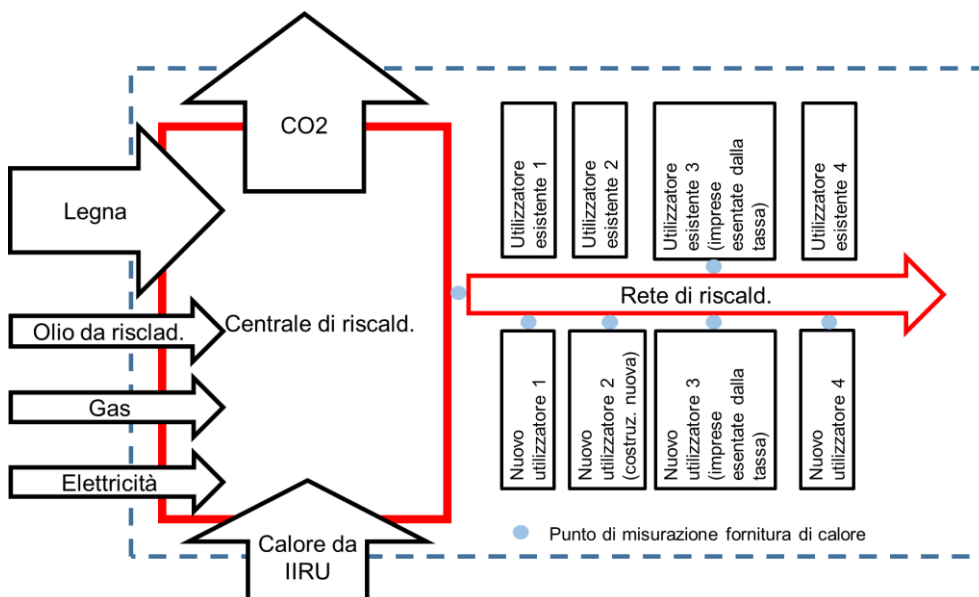 CO2
Legna
Olio da risclad.
Gas
Elettricità
Centrale di riscald.
Calore da
IIRU
Utilizzatore
esistente 1
Utilizzatore
esistente 2
Utilizzatore
esistente 3
(imprese
esentate dalla
tassa)
Utilizzatore
esistente 4
Rete di riscald.
Nuovo
utilizzatore 1
Nuovo
utilizzatore 2
(costruz. nuova)
Nuovo
utilizzatore 3
(imprese
esentate dalla
tassa)
Nuovo
utilizzatore 4
Punto di misurazione fornitura di calore